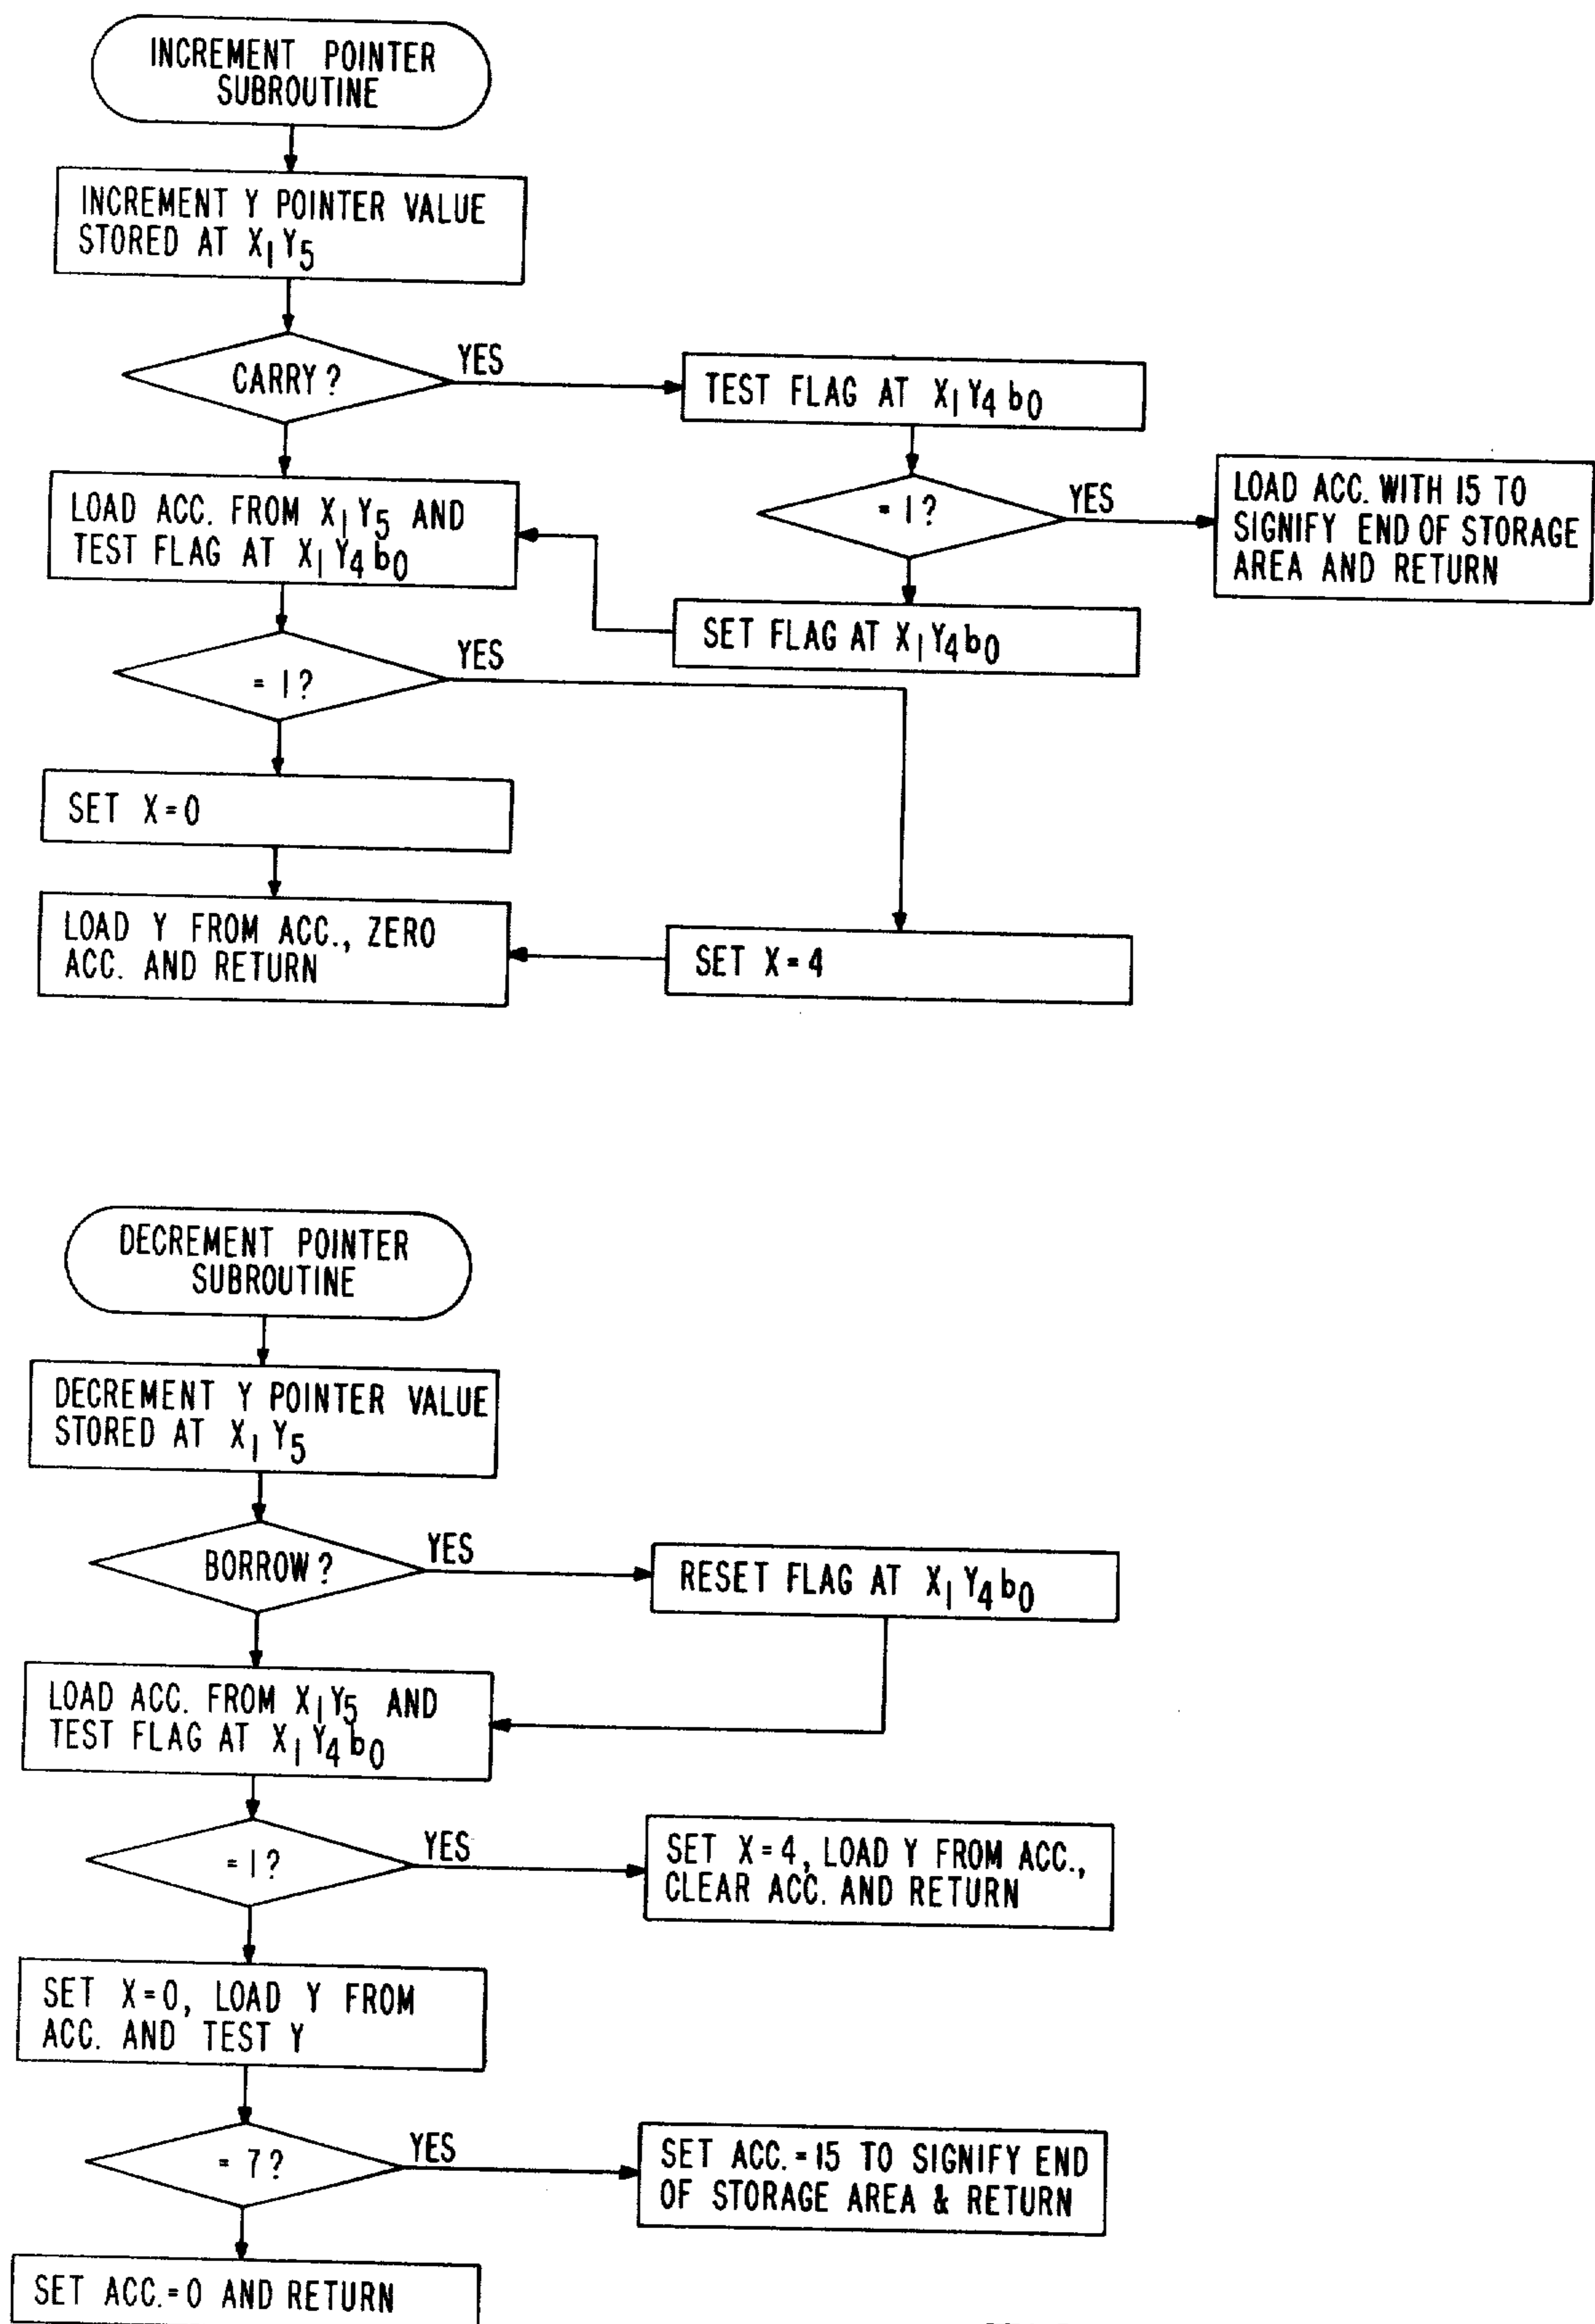 INCREMENT POINTER
SUBROUTINE
INCREMENT Y POINTER VALUE
STORED AT X₁Y₅
CARRY?
YES
TEST FLAG AT X₁Y₄b₀
= 1?
YES
LOAD ACC. WITH 15 TO
SIGNIFY END OF STORAGE
AREA AND RETURN
SET FLAG AT X₁Y₄b₀
LOAD ACC. FROM X₁Y₅ AND
TEST FLAG AT X₁Y₄b₀
= 1?
YES
SET X=0
SET X=4
LOAD Y FROM ACC., ZERO
ACC. AND RETURN
DECREMENT POINTER
SUBROUTINE
DECREMENT Y POINTER VALUE
STORED AT X₁Y₅
BORROW?
YES
RESET FLAG AT X₁Y₄b₀
LOAD ACC. FROM X₁Y₅ AND
TEST FLAG AT X₁Y₄b₀
=1?
YES
SET X=4, LOAD Y FROM ACC.,
CLEAR ACC. AND RETURN
SET X=0, LOAD Y FROM
ACC. AND TEST Y
= 7?
YES
SET ACC.=15 TO SIGNIFY END
OF STORAGE AREA & RETURN
SET ACC.=0 AND RETURN